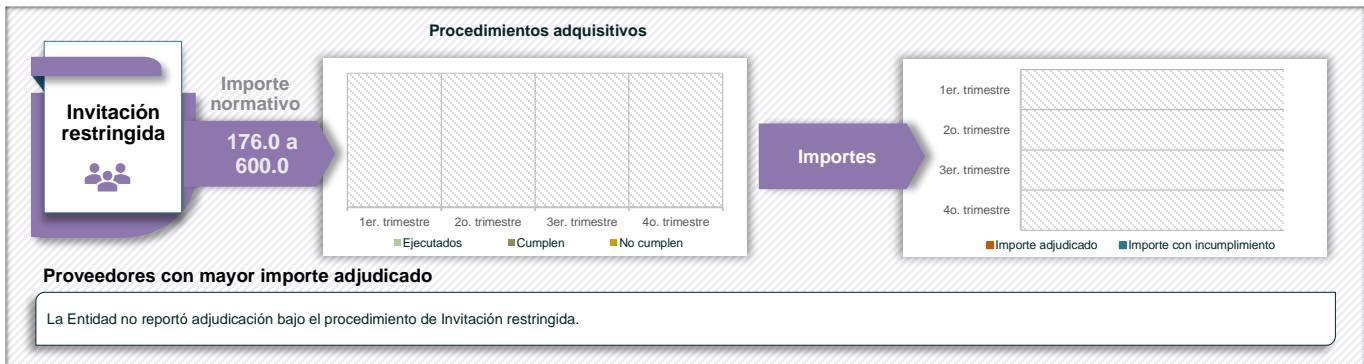 Procedimientos adquisitivos
Invitación
restringida
Importe
normativo
176.0 a
600.0
1er. trimestre 2o. trimestre 3er. trimestre 4o. trimestre
Ejecutados Cumplen No cumplen
Importes
1er. trimestre
2o. trimestre
3er. trimestre
4o. trimestre
Importe adjudicado Importe con incumplimiento
Proveedores con mayor importe adjudicado
La Entidad no reportó adjudicación bajo el procedimiento de Invitación restringida.